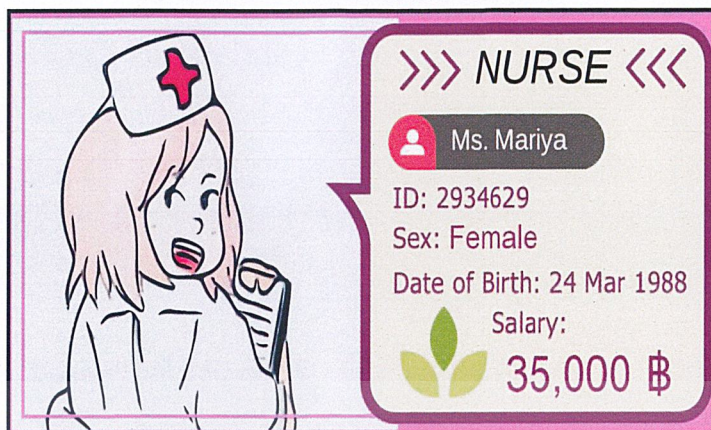 >>> NURSE <<<
Ms. Mariya
ID: 2934629
Sex: Female
Date of Birth: 24 Mar 1988
Salary:
35,000 ฿